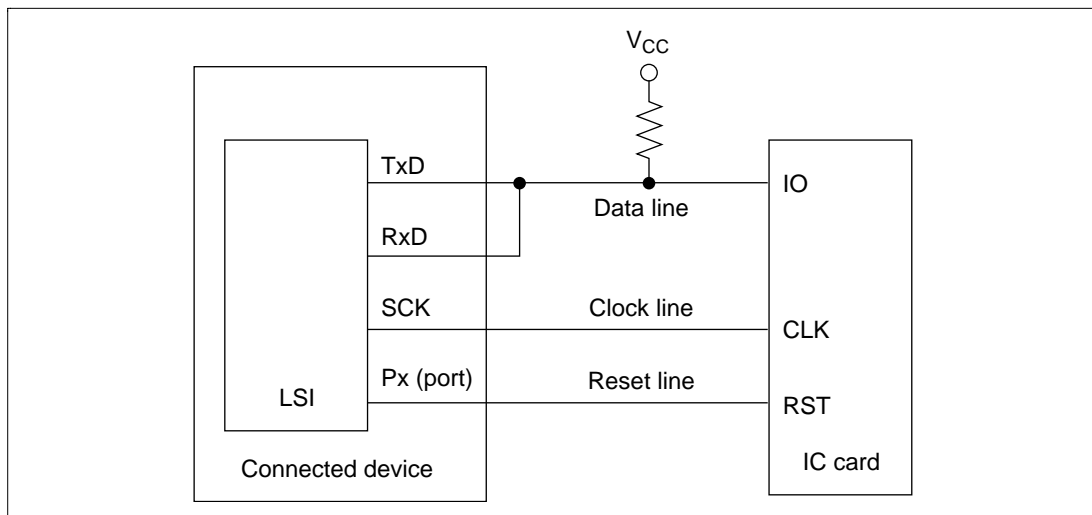 VCC
TxD
IO
Data line
RxD
SCK
Clock line
CLK
Px (port)
Reset line
LSI
RST
Connected device
IC card